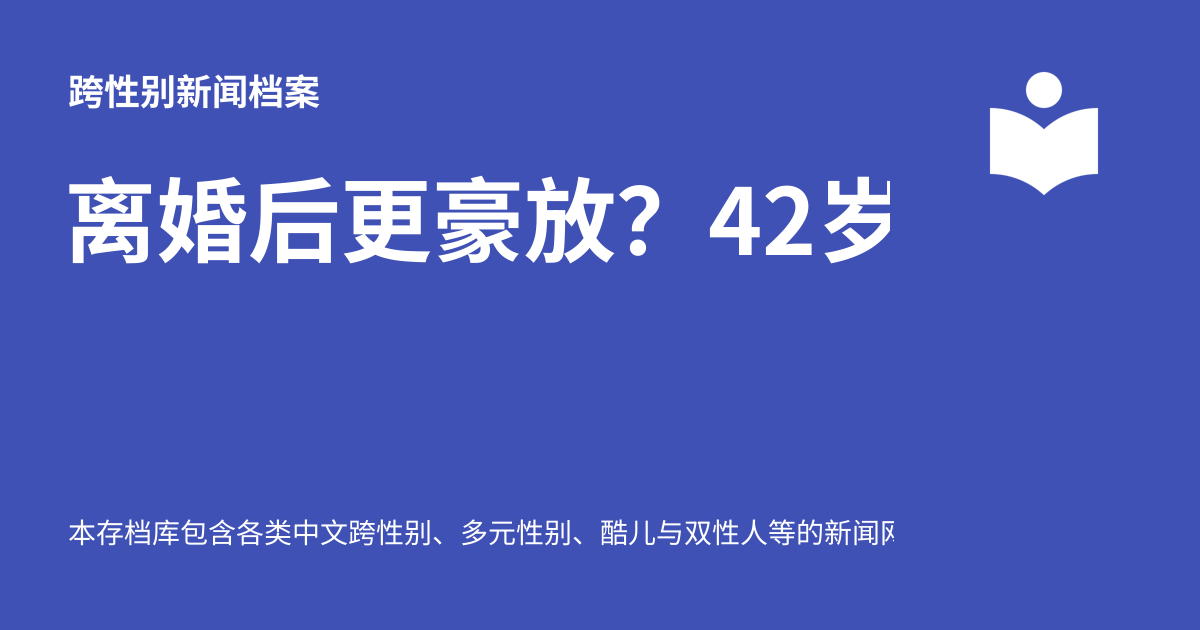 跨性别新闻档案
离婚后更豪放？42岁
本存档库包含各类中文跨性别、多元性别、酷儿与双性人等的新闻网